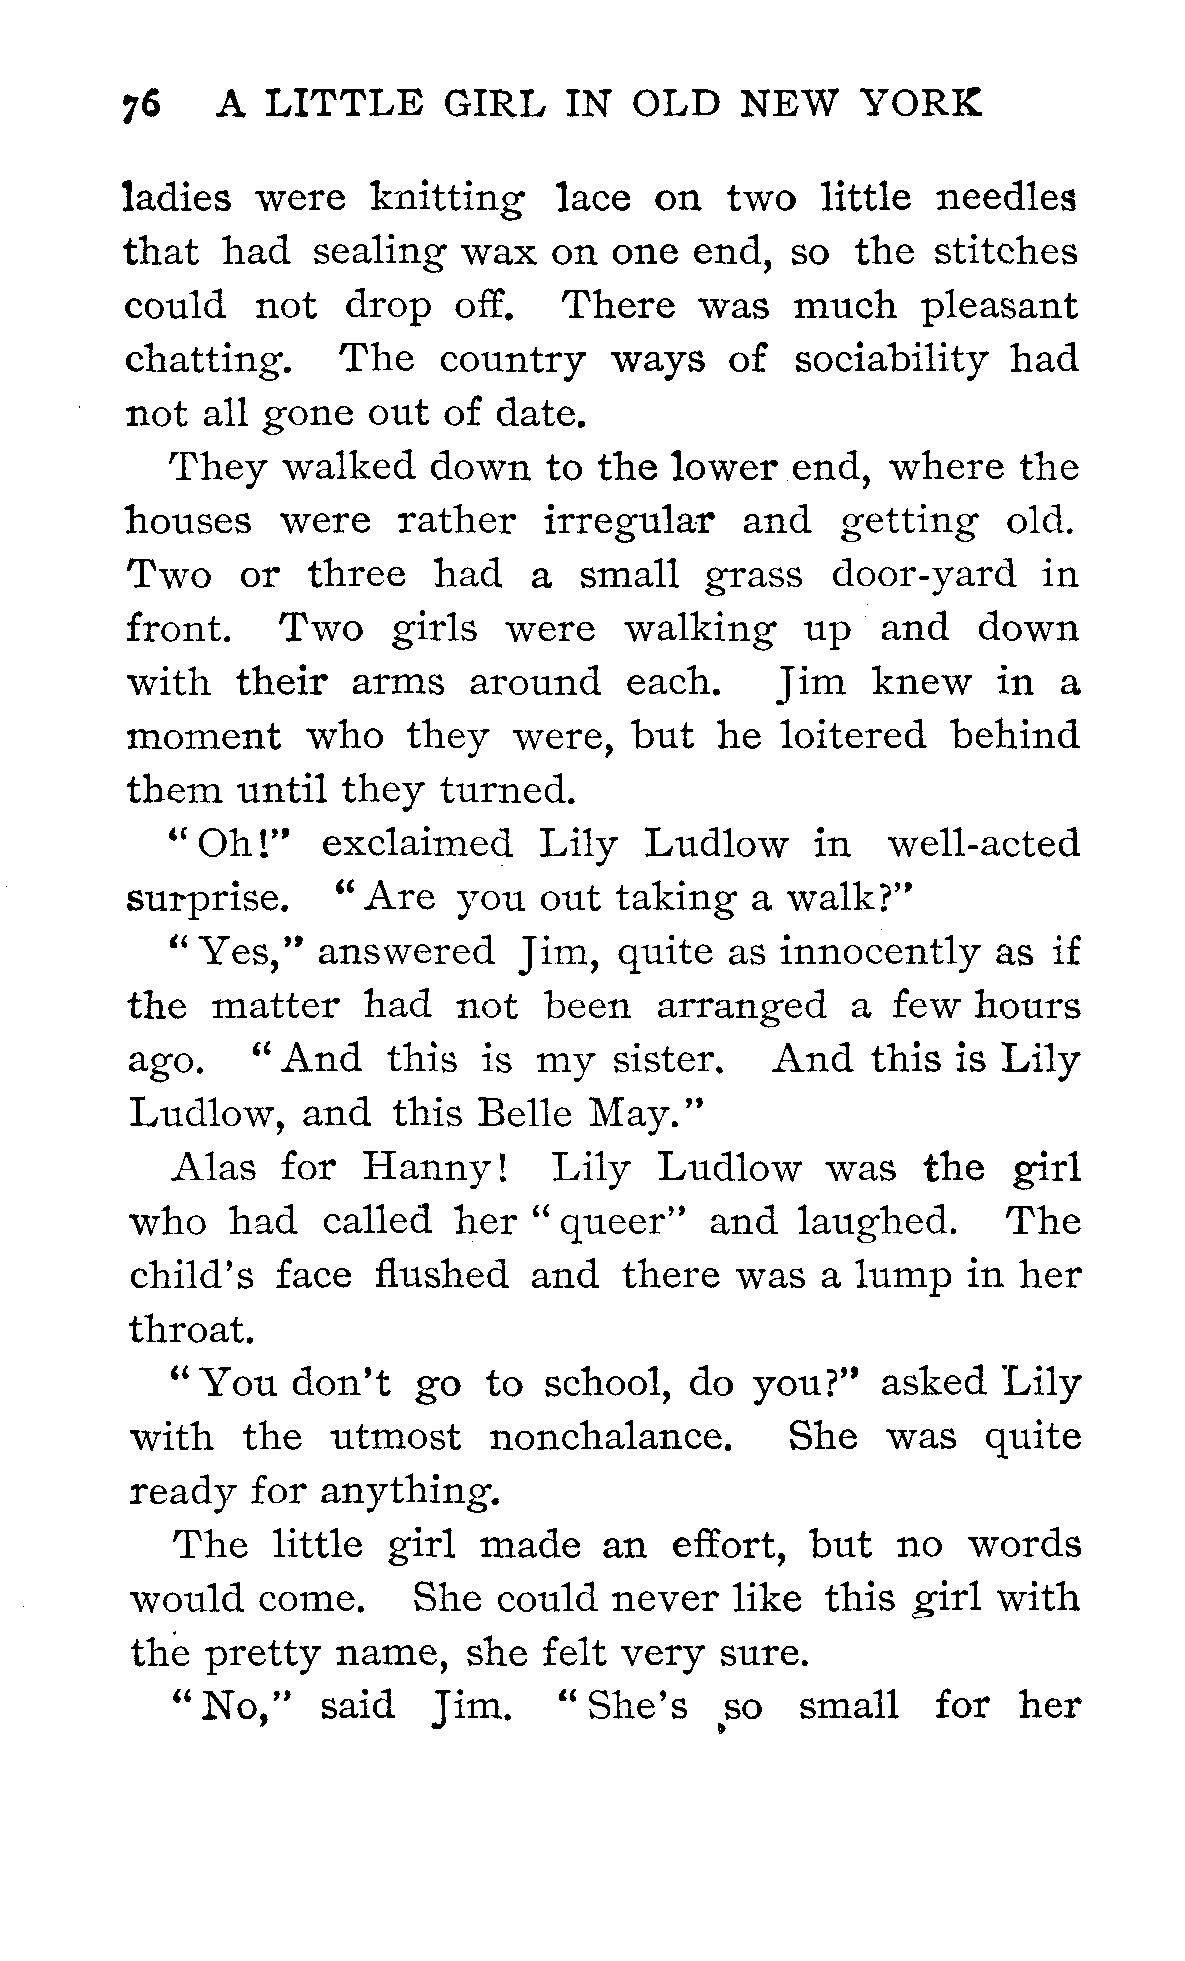 76 A LITTLE GIRL IN OLD NEW YORK
ladies were knitting lace on two little needles
that had sealing wax on one end, so the stitches
could not drop off. There was much pleasant
chatting. The country ways of sociability had
not all gone out of date.
They walked down to the lower end, where the
houses were rather irregular and getting old.
Two or three had a small grass door-yard in
front. Two girls were walking up and down
with their arms around each. Jim knew in a
moment who they were, but he loitered behind
them until they turned.
“Oh!” exclaimed Lily Ludlow in well-acted
surprise. “Are you out taking a walk?”
“Yes,” answered Jim, quite as innocently as if
the matter had not been arranged a few hours
ago. “And this is my sister. And this is Lily
Ludlow, and this Belle May.”
Alas for Hanny! Lily Ludlow was the girl
who had called her “queer” and laughed. The
child’s face flushed and there was a lump in her
throat.
“You don’t go to school, do you?” asked Lily
with the utmost nonchalance. She was quite
ready for anything.
The little girl made an effort, but no words
would come. She could never like this girl with
the pretty name, she felt very sure.
“No,” said Jim. “She’s so small for her